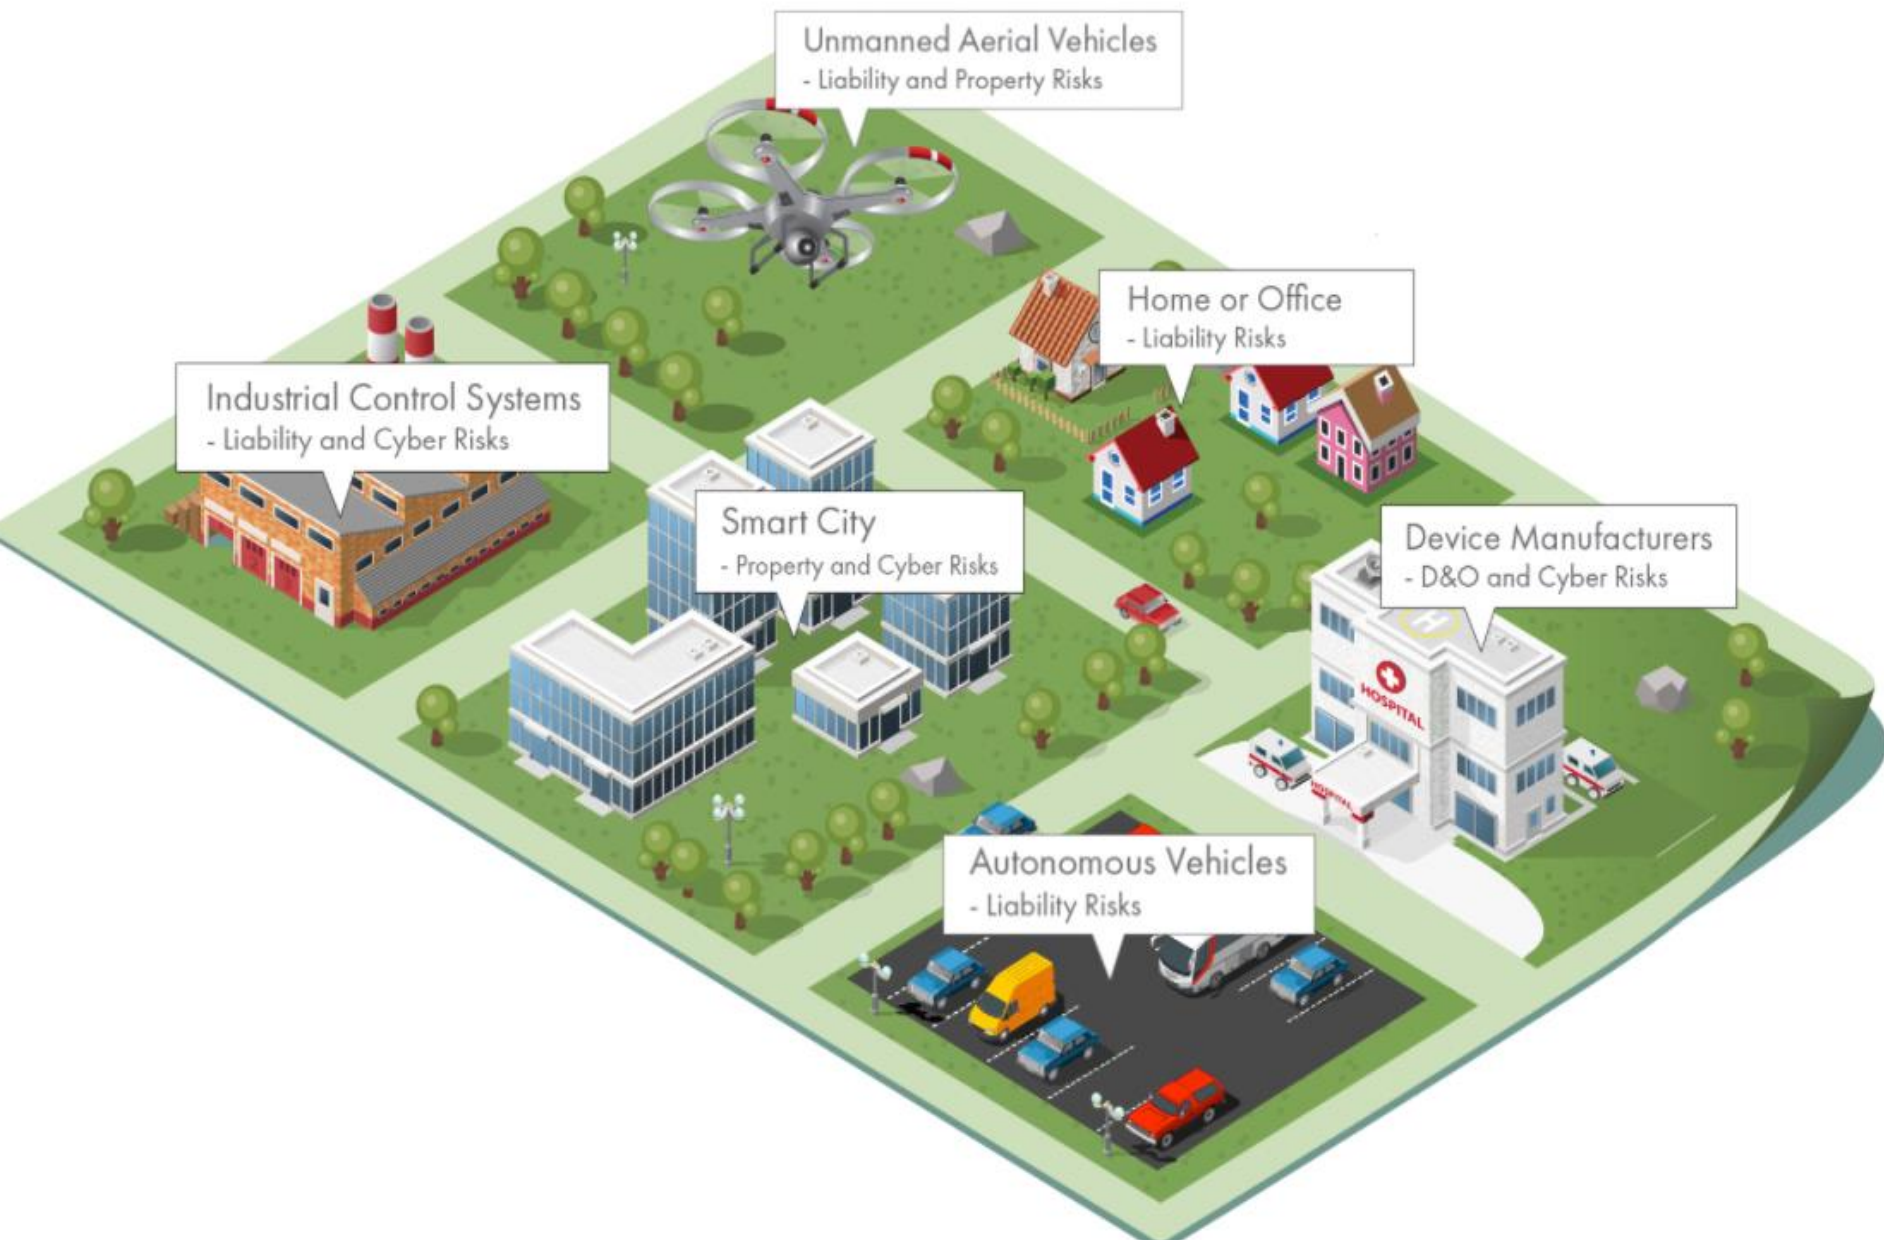 Unmanned Aerial Vehicles
- Liability and Property Risks
Home or Office
- Liability Risks
Industrial Control Systems
- Liability and Cyber Risks
Smart City
- Property and Cyber Risks
Device Manufacturers
- D&O and Cyber Risks
H
HOSPITAL
HOSPITAL
Autonomous Vehicles
- Liability Risks